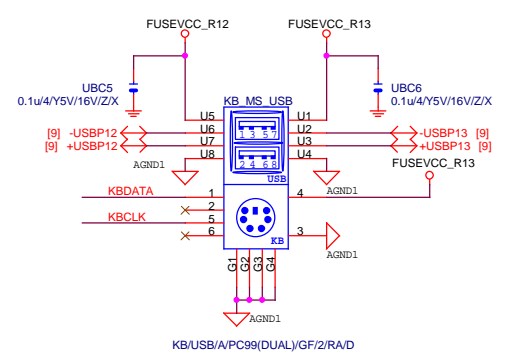 FUSEVCC_R12 FUSEVCC_R13
UBC5 KB_MS_USB UBC6
0.1u/4/Y5V/16V/Z/X 0.1u/4/Y5V/16V/Z/X
U5 U1
[9] -USBP12 U6 1 3 5 7 U2 -USBP13 [9]
[9] +USBP12 U7 U3 +USBP13 [9]
AGND1 U8 2 4 6 8 U4 FUSEVCC_R13
USB
KBDATA 1 4 AGND1
2
KBCLK 5
6 KB 3
AGND1
G1 G2 G3 G4
AGND1
KB/USB/A/PC99(DUAL)/GF/2/RA/D